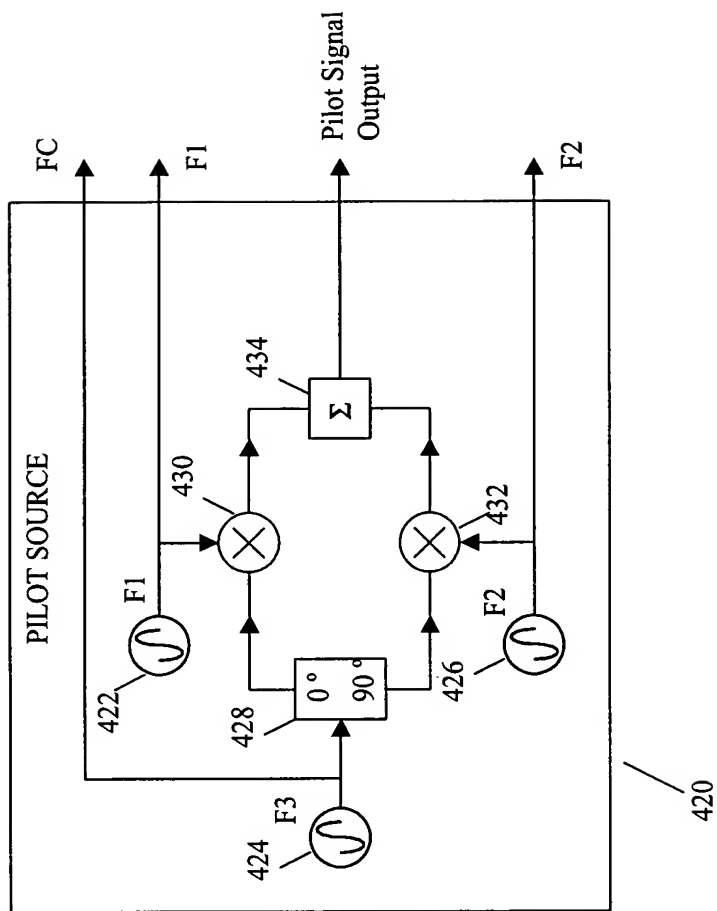 PILOT SOURCE
FC
F1
F1
422
430
434
Σ
Pilot Signal
Output
0°
90°
428
F3
424
432
F2
426
F2
420